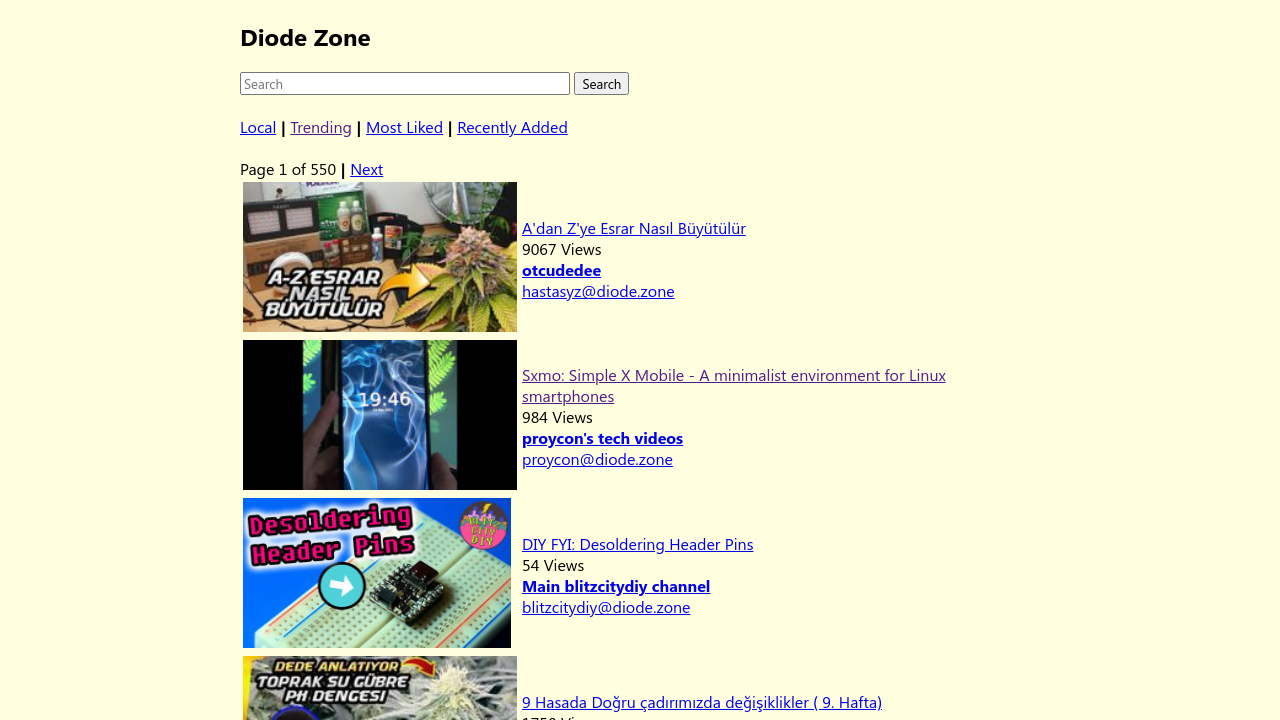 Diode Zone
Search Search
Local | Trending | Most Liked | Recently Added
Page 1 of 550 | Next
A-Z ESRAR
NASIL
BÜYÜTÜLÜR
A'dan Z'ye Esrar Nasıl Büyütülür
9067 Views
otcudedee
hastasyz@diode.zone
19:46
Sxmo: Simple X Mobile - A minimalist environment for Linux
smartphones
984 Views
proycon's tech videos
proycon@diode.zone
Desoldering
Header Pins
DIY FYI: Desoldering Header Pins
54 Views
Main blitzcitydiy channel
blitzcitydiy@diode.zone
DEDE ANLATIYOR
TOPRAK SU GÜBRE
PH DENGESI
9 Hasada Doğru çadırımızda değişiklikler ( 9. Hafta)